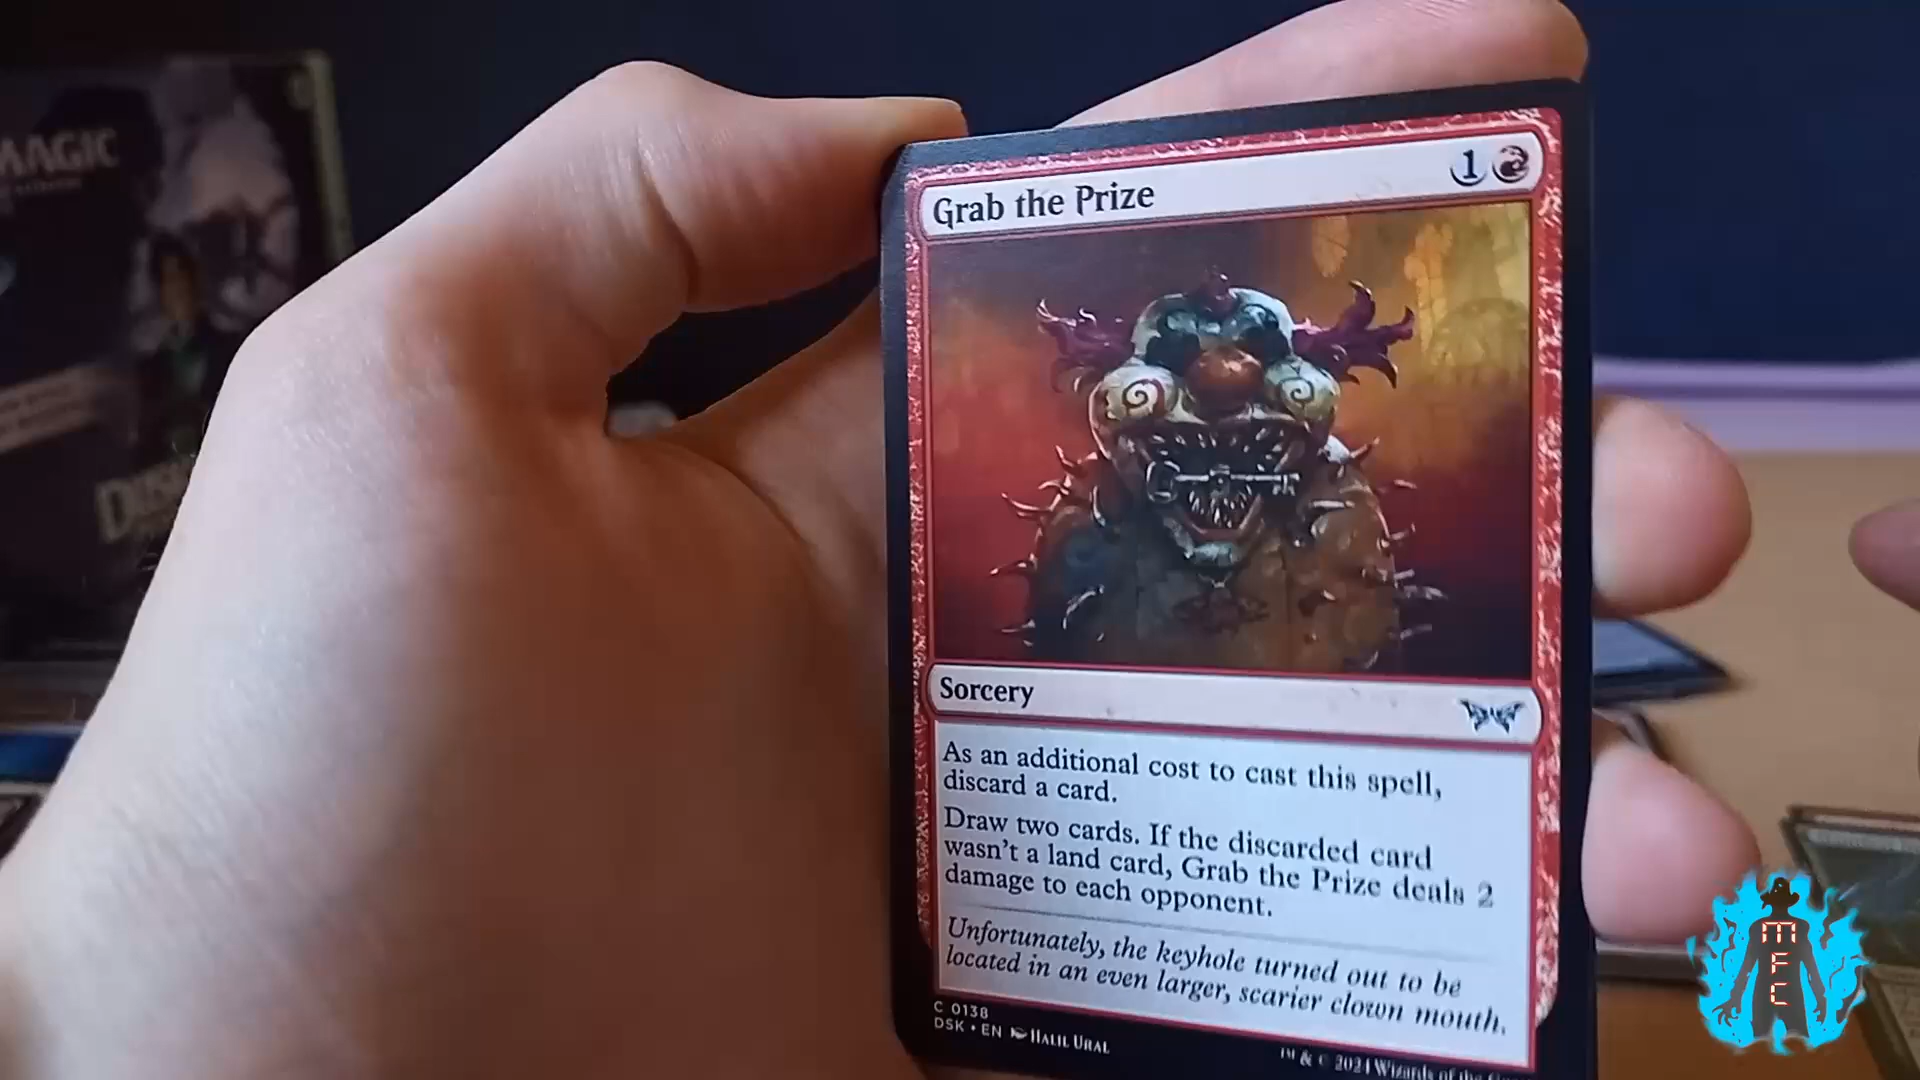 MAGIC
Grab the Prize
1
Sorcery
As an additional cost to cast this spell,
discard a card.
Draw two cards. If the discarded card
wasn't a land card, Grab the Prize deals 2
damage to each opponent.
Unfortunately, the keyhole turned out to be
located in an even larger, scarier clown mouth.
C 0138
DSK • EN HALIL URAL
™ & © 2024 Wizards of the
MFC